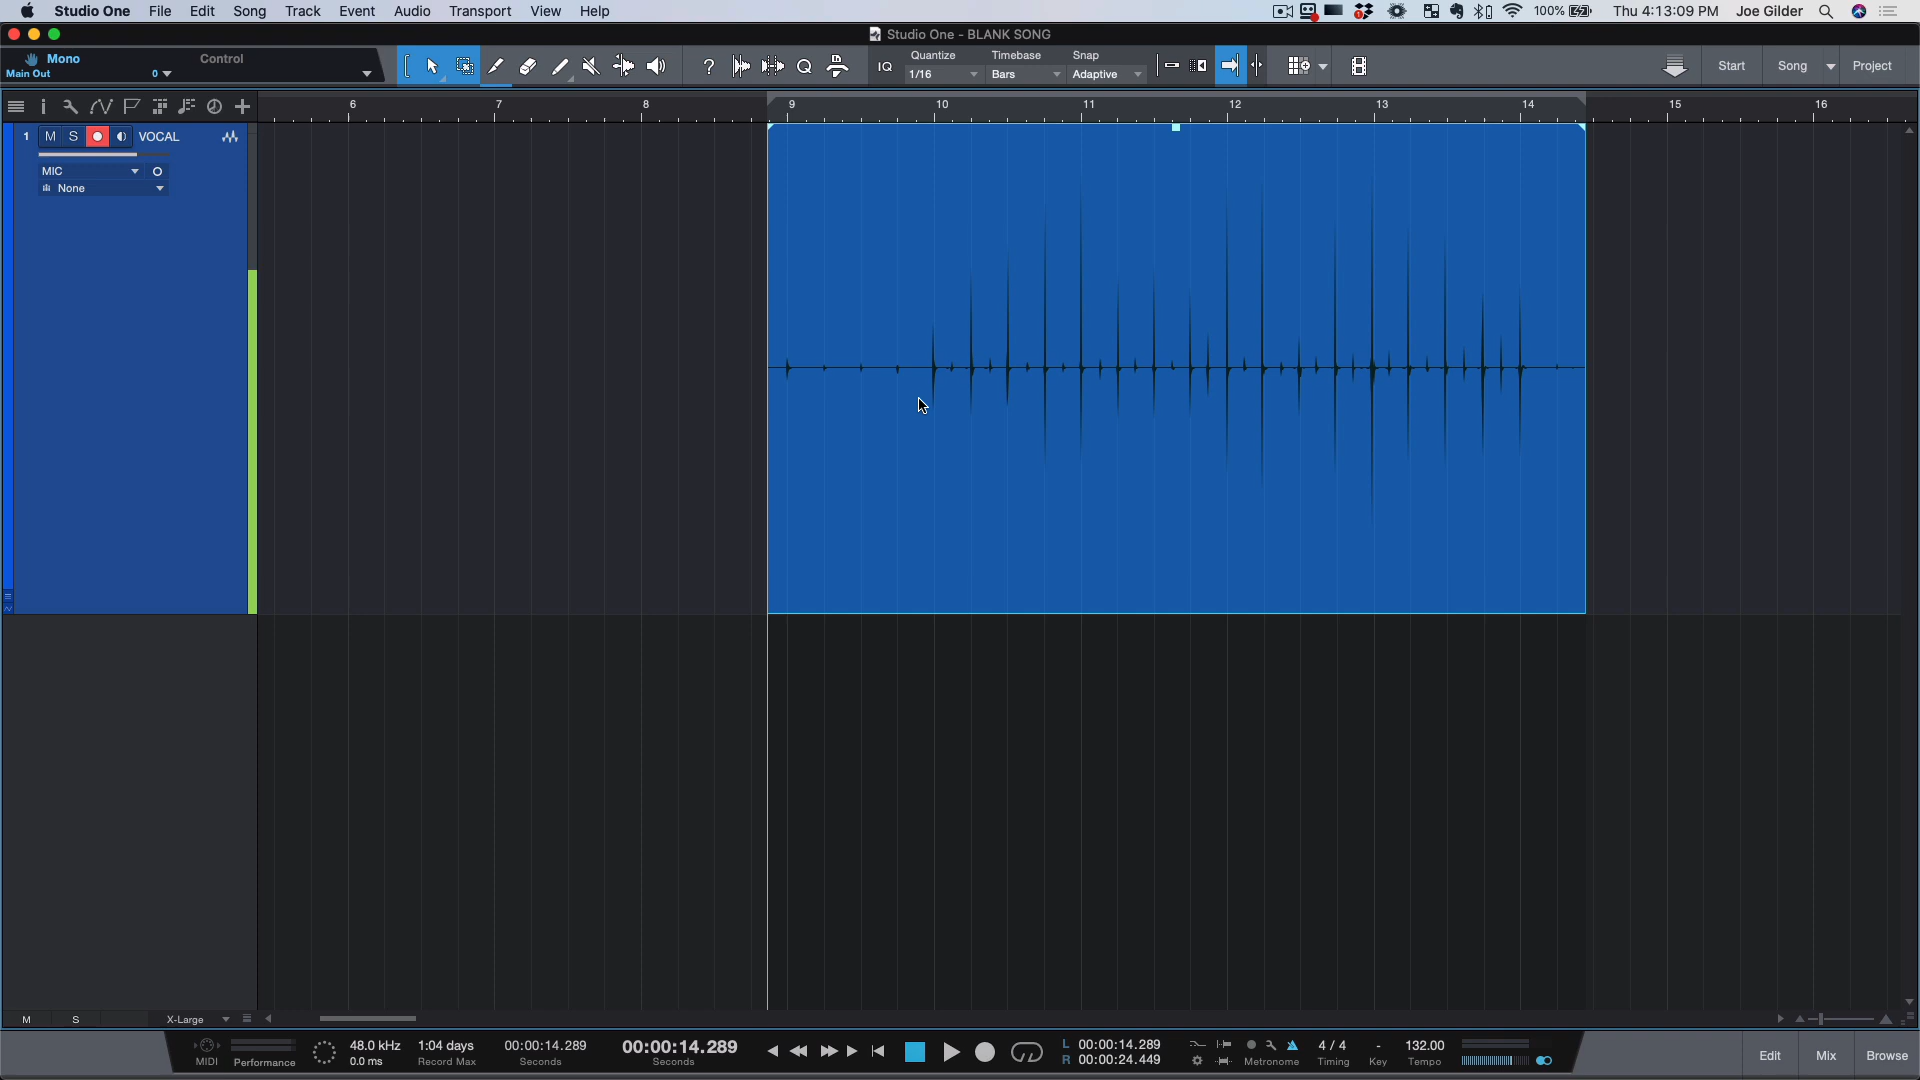 Studio One File Edit Song Track Event Audio Transport View Help 100% Thu 4:13:09 PM Joe Gilder
Studio One - BLANK SONG
Mono Control
Main Out 0
? Q IQ
Quantize Timebase Snap
1/16 Bars Adaptive
Start Song Project
6 7 8 9 10 11 12 13 14 15 16
1 M S VOCAL
MIC
None
M S X-Large
MIDI Performance
48.0 kHz 1:04 days 00:00:14.289 00:00:00:14.289
0.0 ms Record Max Seconds Seconds
L 00:00:14.289
R 00:00:24.449
Metronome
4 / 4 - 132.00
Timing Key Tempo
Edit Mix Browse